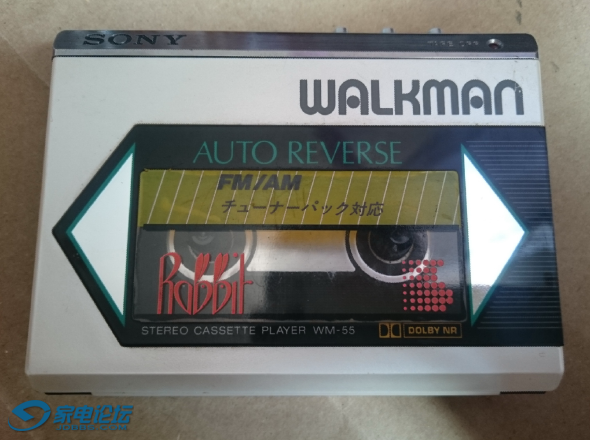 SONY
WALKMAN
AUTO REVERSE
FM/AM
チューナーパック対応
Rabbit
STEREO CASSETTE PLAYER WM-55
DOLBY NR
家电论坛